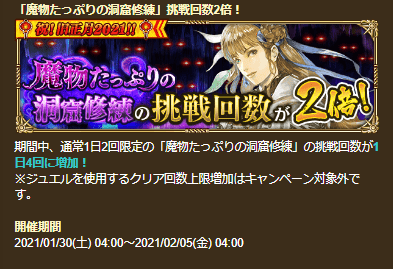 「魔物たっぷりの洞窟修練」挑戦回数2倍！
祝!旧正月2021!!
魔物たっぷりの
洞窟修練の挑戦回数が2倍!
期間中、通常1日2回限定の「魔物たっぷりの洞窟修練」の挑戦回数が1
日4回に増加！
※ジュエルを使用するクリア回数上限増加はキャンペーン対象外で
す。
開催期間
2021/01/30(土) 04:00～2021/02/05(金) 04:00